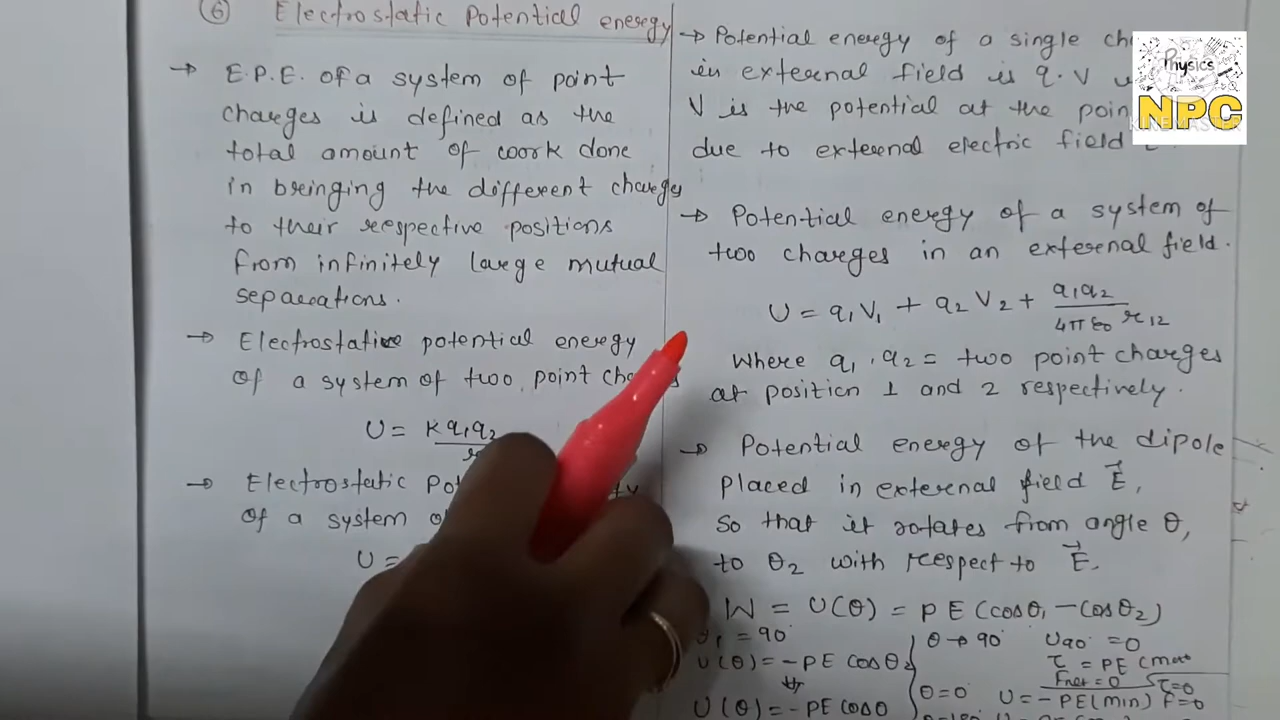 6 Electrostatic Potential energy
→ E.P.E. of a system of point
charges is defined as the
total amount of work done
in bringing the different charges
to their respective positions
from infinitely large mutual
separations.
→ Electrostatic potential energy
of a system of two point
U = Kq1q2
→ Electrostatic
of a system
U =
→ Potential energy of a single
in external field is q.V
V is the potential at the
due to external electric field
→ Potential energy of a system of
two charges in an external field.
U = q1V1 + q2V2 + q1q2 / 4πε0 r12
Where q1, q2 = two point charges
at position 1 and 2 respectively.
→ Potential energy of the dipole
placed in external field E⃗,
so that it rotates from angle θ1
to θ2 with respect to E⃗.
W = U(θ) = PE(cosθ1 - cosθ2)
θ1 = 90°
U(θ) = -PE cosθ2
U(θ) = -PE cosθ
θ → 90° U90° = 0
τ = PE (max
Fnet = 0 τ=0
θ=0 U = -PE(min) F=0
Physics
NPC